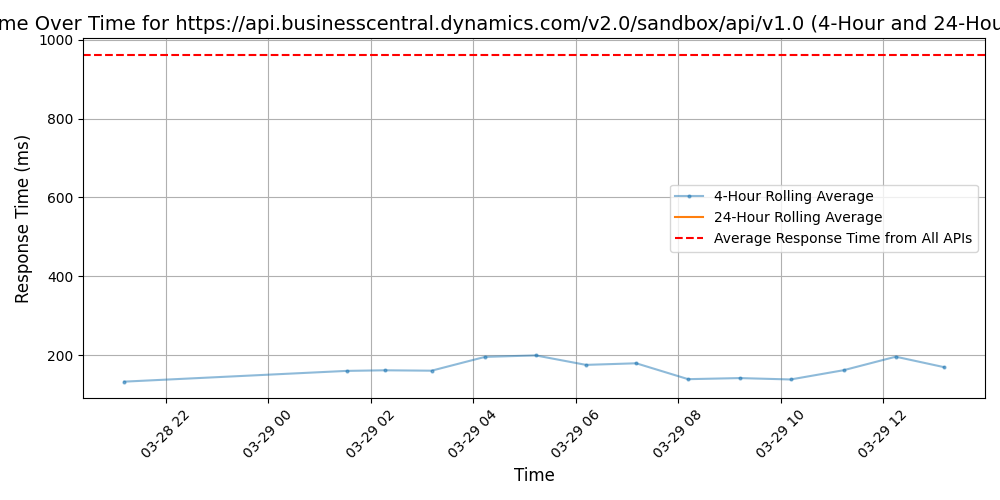 me Over Time for https://api.businesscentral.dynamics.com/v2.0/sandbox/api/v1.0 (4-Hour and 24-Hou
1000
800
600
400
200
Response Time (ms)
4-Hour Rolling Average
24-Hour Rolling Average
Average Response Time from All APIs
03-28 22
03-29 00
03-29 02
03-29 04
03-29 06
03-29 08
03-29 10
03-29 12
Time